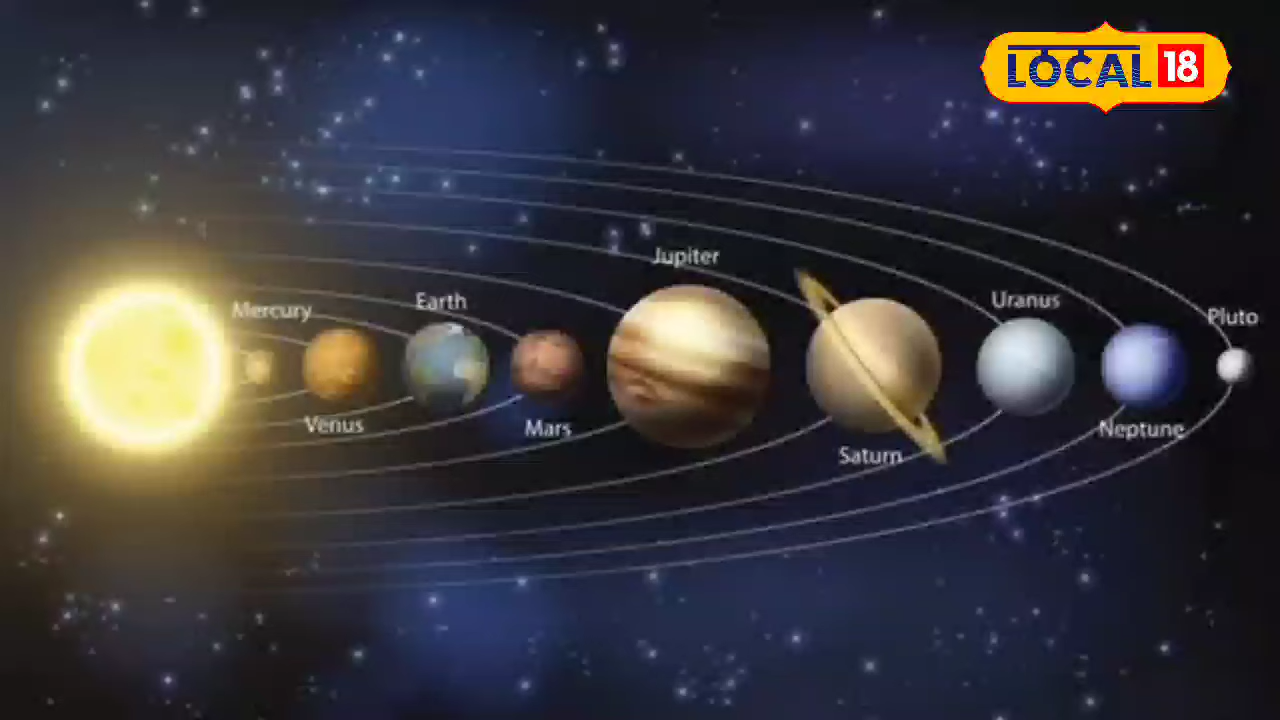 LOCAL 18
Mercury
Venus
Earth
Mars
Jupiter
Saturn
Uranus
Neptune
Pluto